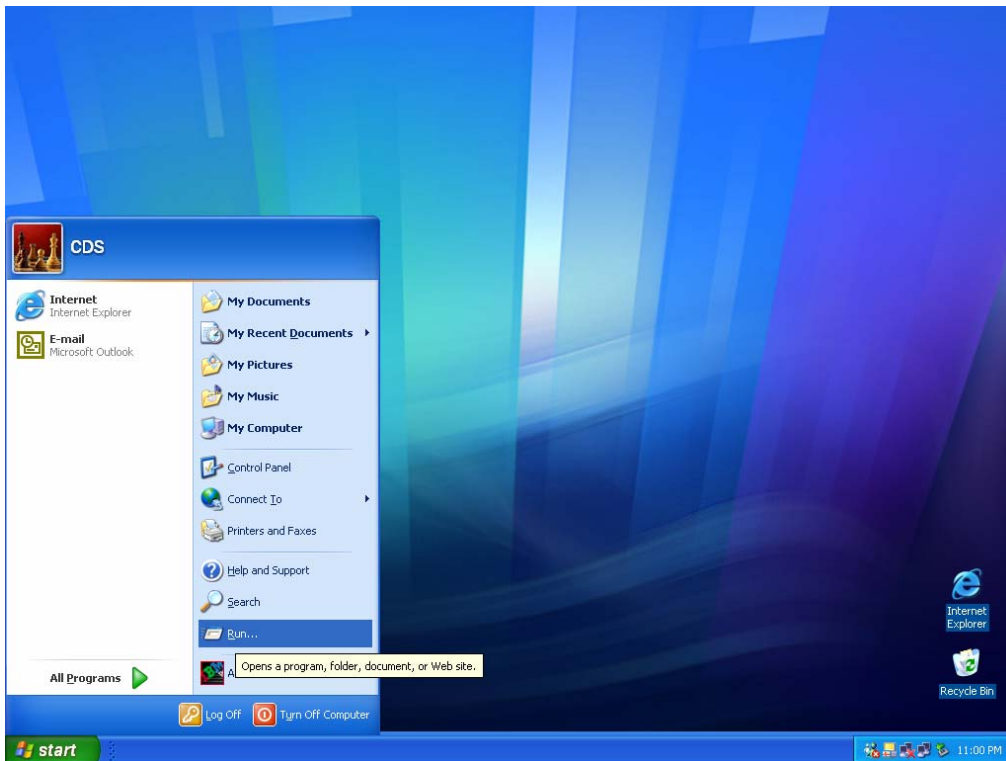 CDS
Internet
Internet Explorer
E-mail
Microsoft Outlook
All Programs
My Documents
My Recent Documents
My Pictures
My Music
My Computer
Control Panel
Connect To
Printers and Faxes
Help and Support
Search
Run...
Opens a program, folder, document, or Web site.
Log Off
Turn Off Computer
Internet
Explorer
Recycle Bin
start
11:00 PM